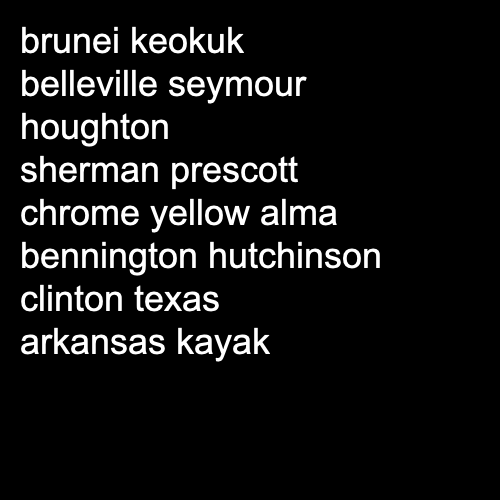 brunei keokuk
belleville seymour
houghton
sherman prescott
chrome yellow alma
bennington hutchinson
clinton texas
arkansas kayak